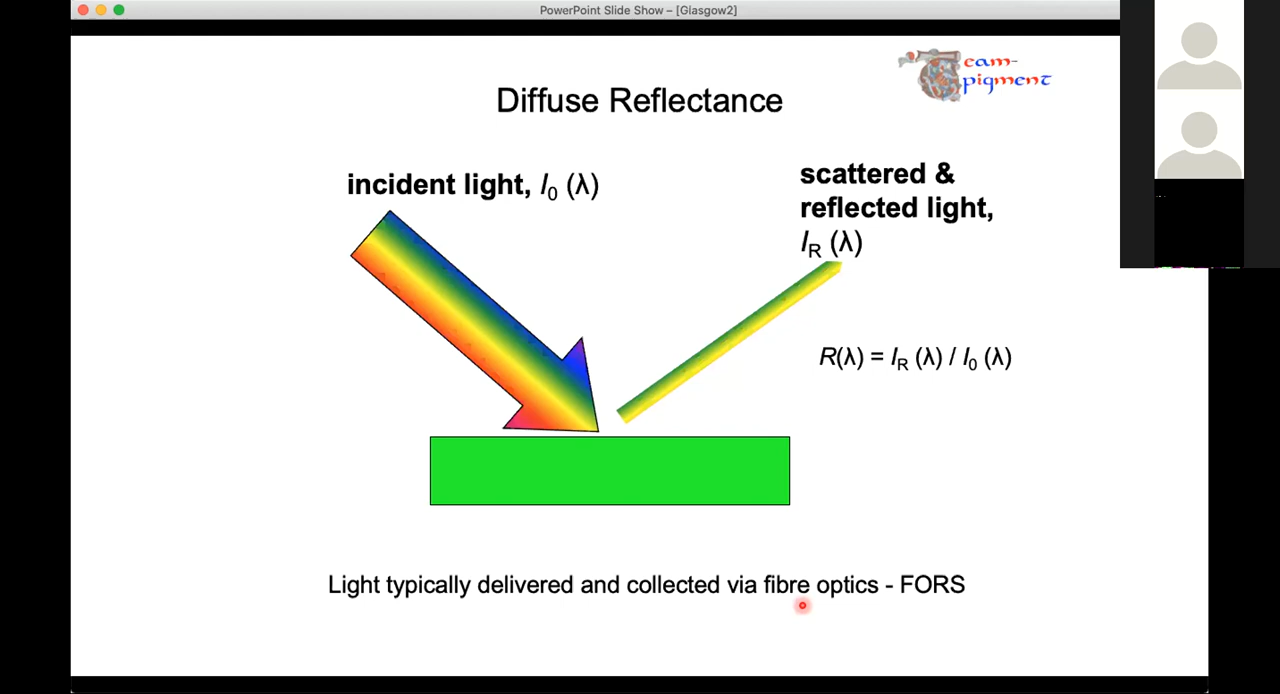 PowerPoint Slide Show – [Glasgow2]
cam-
pigment
Diffuse Reflectance
incident light, I0 (λ)
scattered &
reflected light,
IR (λ)
R(λ) = IR (λ) / I0 (λ)
Light typically delivered and collected via fibre optics - FORS